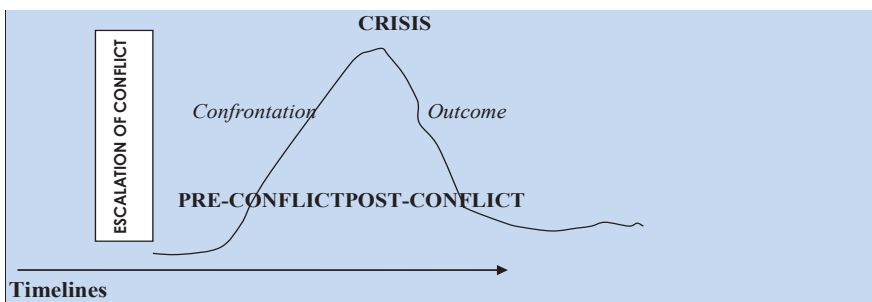 CRISIS
ESCALATION OF CONFLICT
Confrontation
Outcome
PRE-CONFLICTPOST-CONFLICT
Timelines